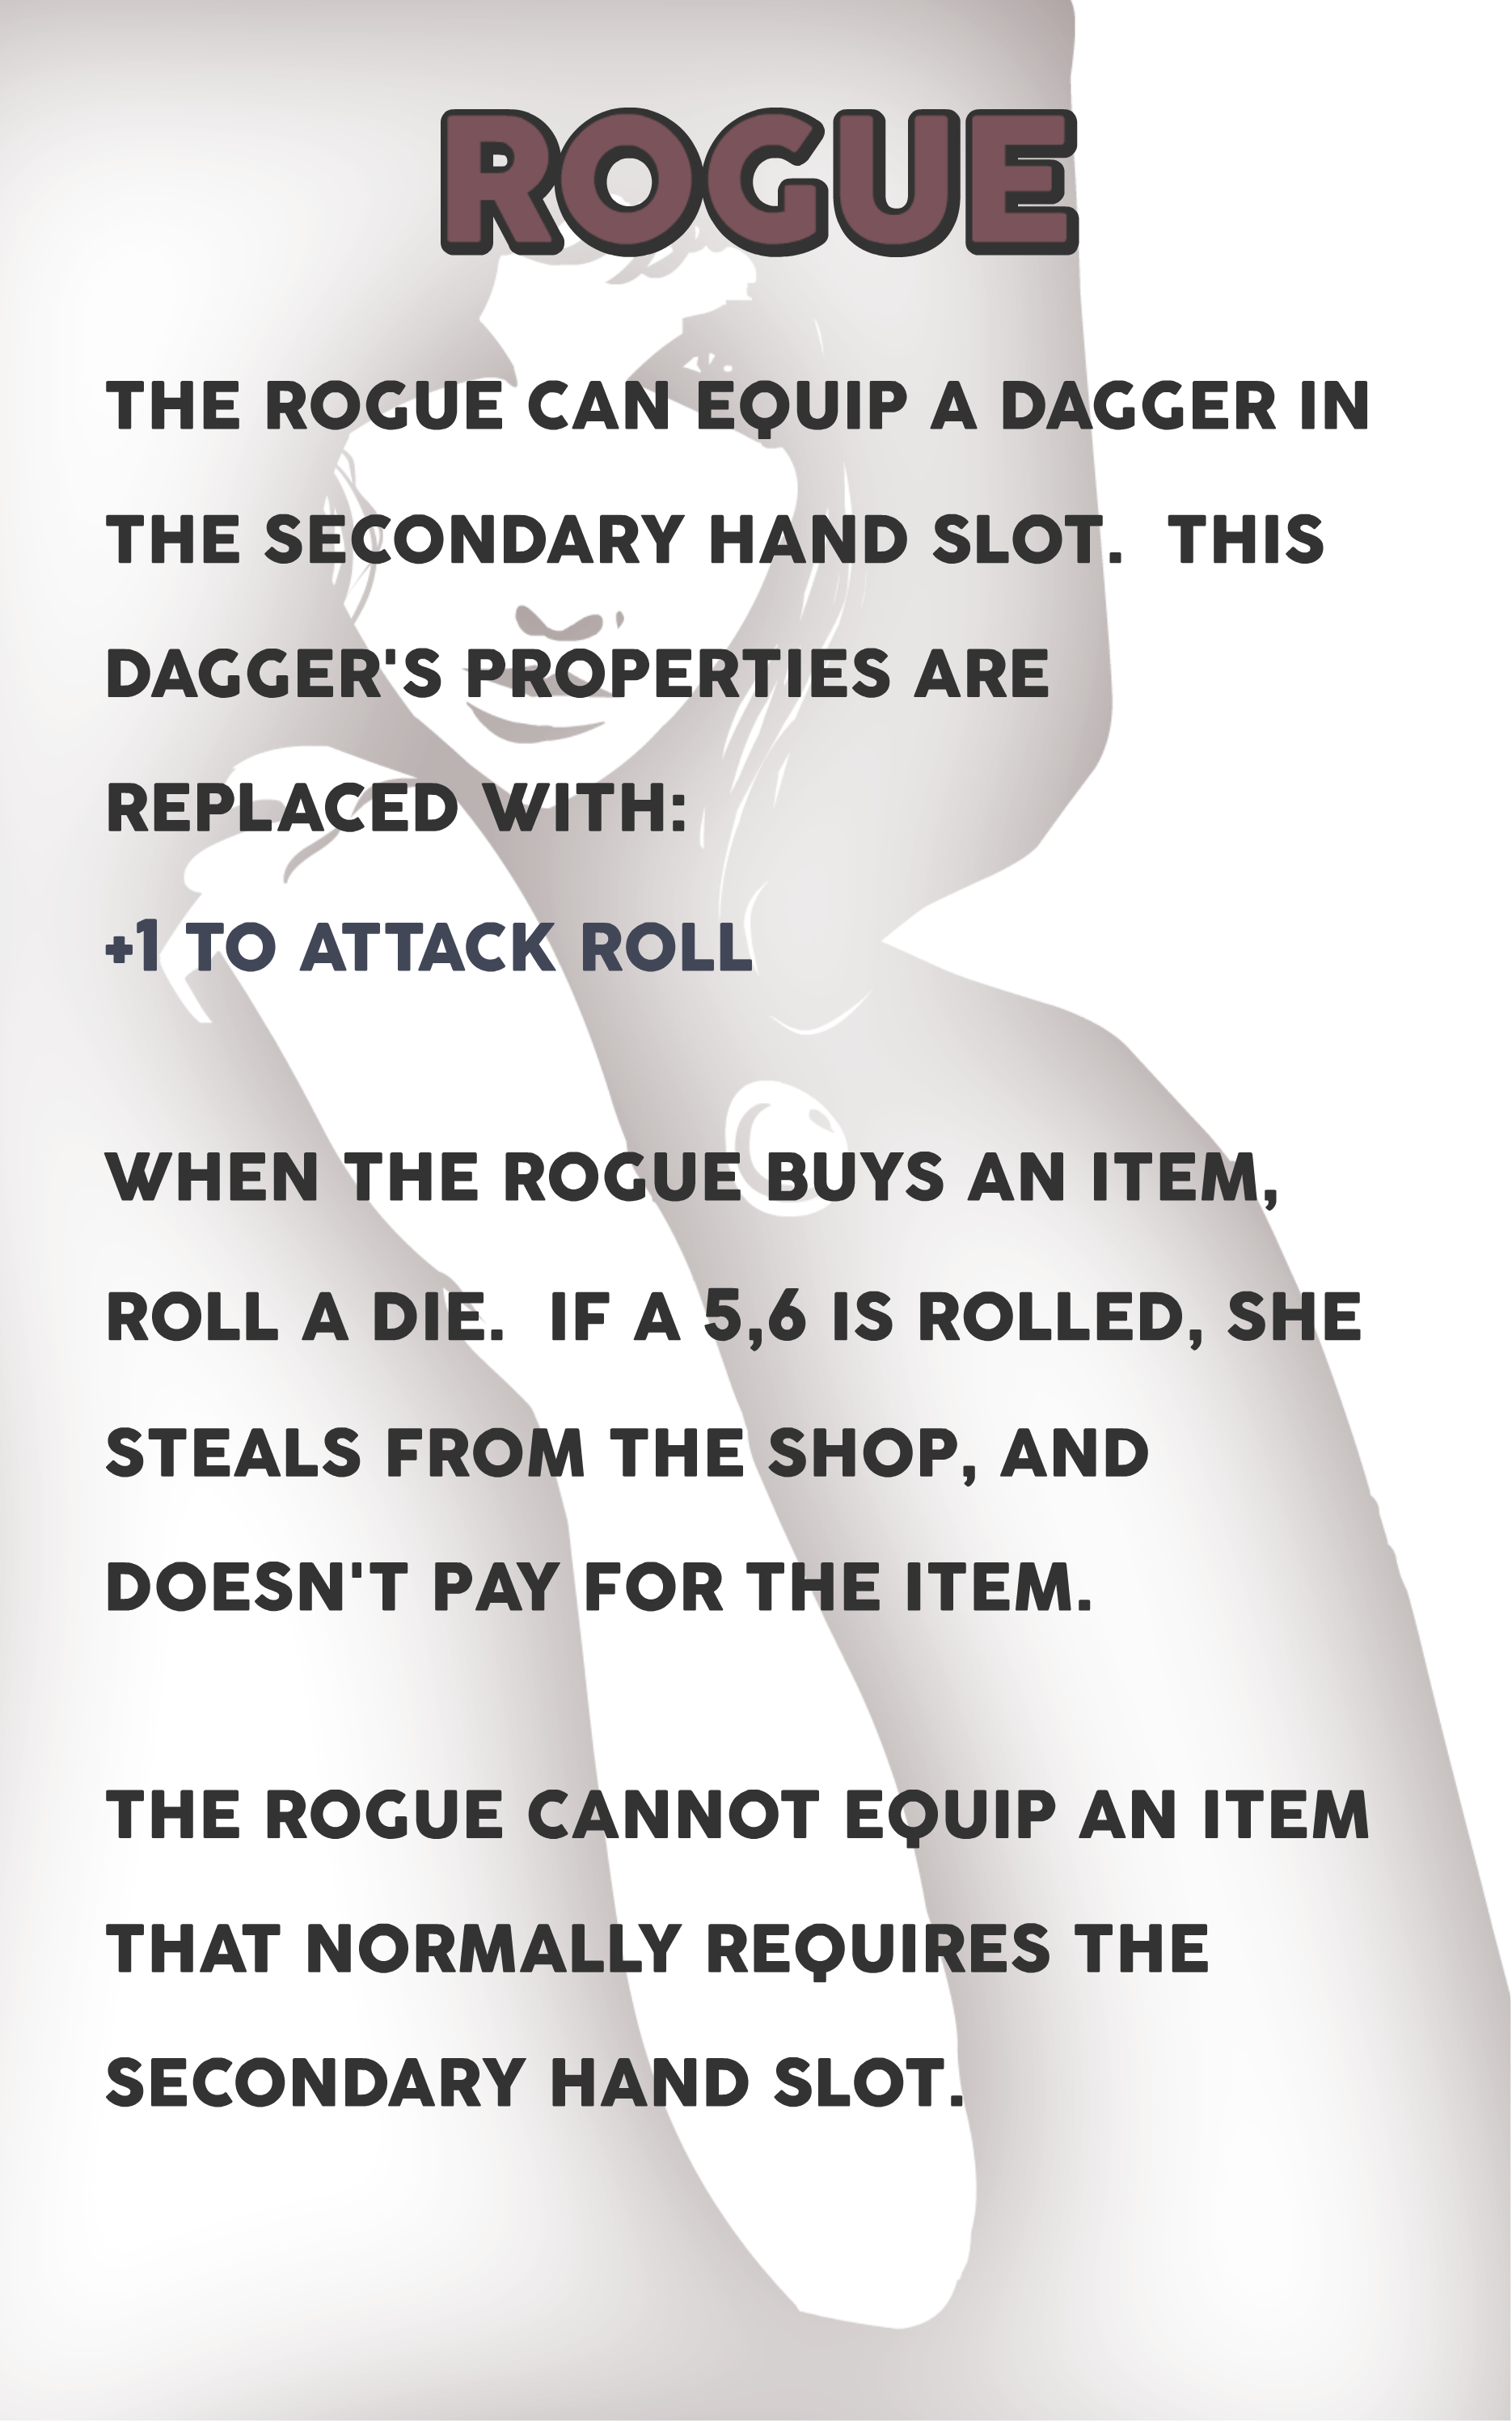 ROGUE
THE ROGUE CAN EQUIP A DAGGER IN
THE SECONDARY HAND SLOT.  THIS
DAGGER'S PROPERTIES ARE
REPLACED WITH:
+1 TO ATTACK ROLL
WHEN THE ROGUE BUYS AN ITEM,
ROLL A DIE.  IF A 5,6 IS ROLLED, SHE
STEALS FROM THE SHOP, AND
DOESN'T PAY FOR THE ITEM.
THE ROGUE CANNOT EQUIP AN ITEM
THAT NORMALLY REQUIRES THE
SECONDARY HAND SLOT.